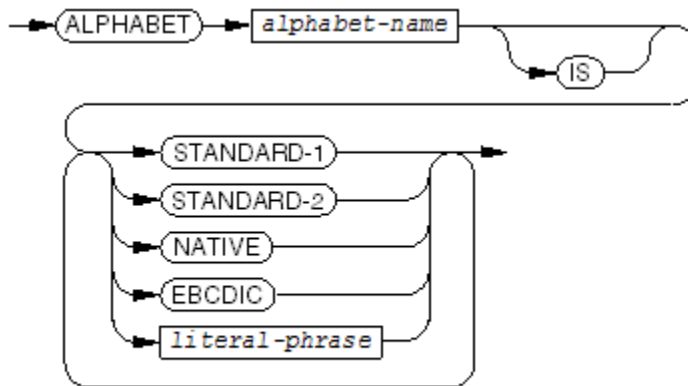 ALPHABET alphabet-name
IS
STANDARD-1
STANDARD-2
NATIVE
EBCDIC
literal-phrase